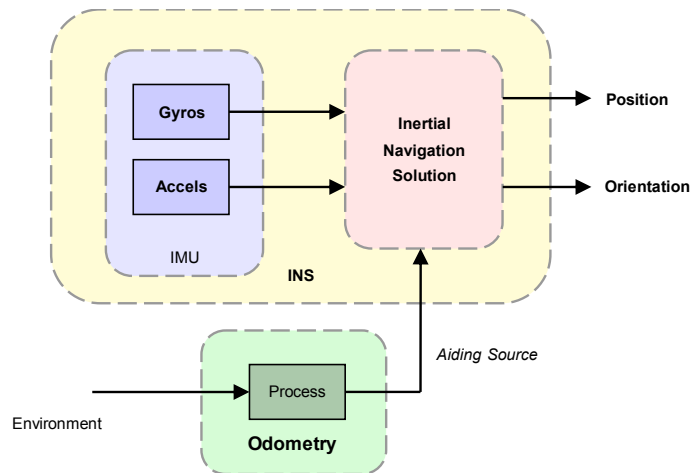 Gyros
Accels
IMU
Inertial
Navigation
Solution
INS
Position
Orientation
Aiding Source
Process
Odometry
Environment